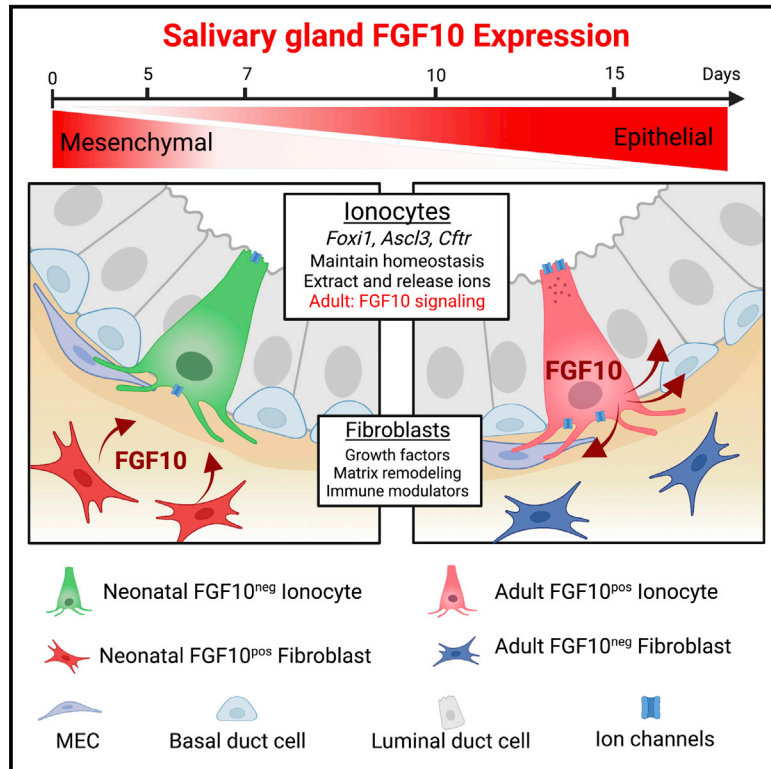 Salivary gland FGF10 Expression
0 5 7 10 15 Days
Mesenchymal
Epithelial
Ionocytes
Foxi1, Ascl3, Cftr
Maintain homeostasis
Extract and release ions
Adult: FGF10 signaling
FGF10
FGF10
Fibroblasts
Growth factors
Matrix remodeling
Immune modulators
Neonatal FGF10neg Ionocyte
Adult FGF10pos Ionocyte
Neonatal FGF10pos Fibroblast
Adult FGF10neg Fibroblast
MEC
Basal duct cell
Luminal duct cell
Ion channels